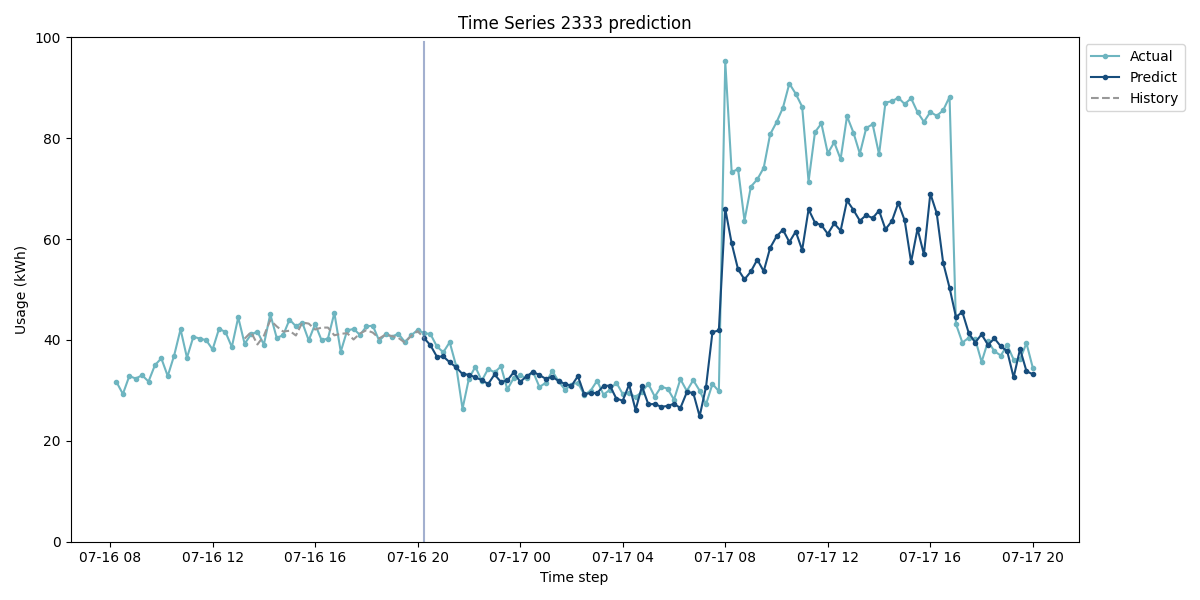 Time Series 2333 prediction
Usage (kWh)
100
80
60
40
20
0
07-16 08
07-16 12
07-16 16
07-16 20
07-17 00
07-17 04
07-17 08
07-17 12
07-17 16
07-17 20
Time step
Actual
Predict
History